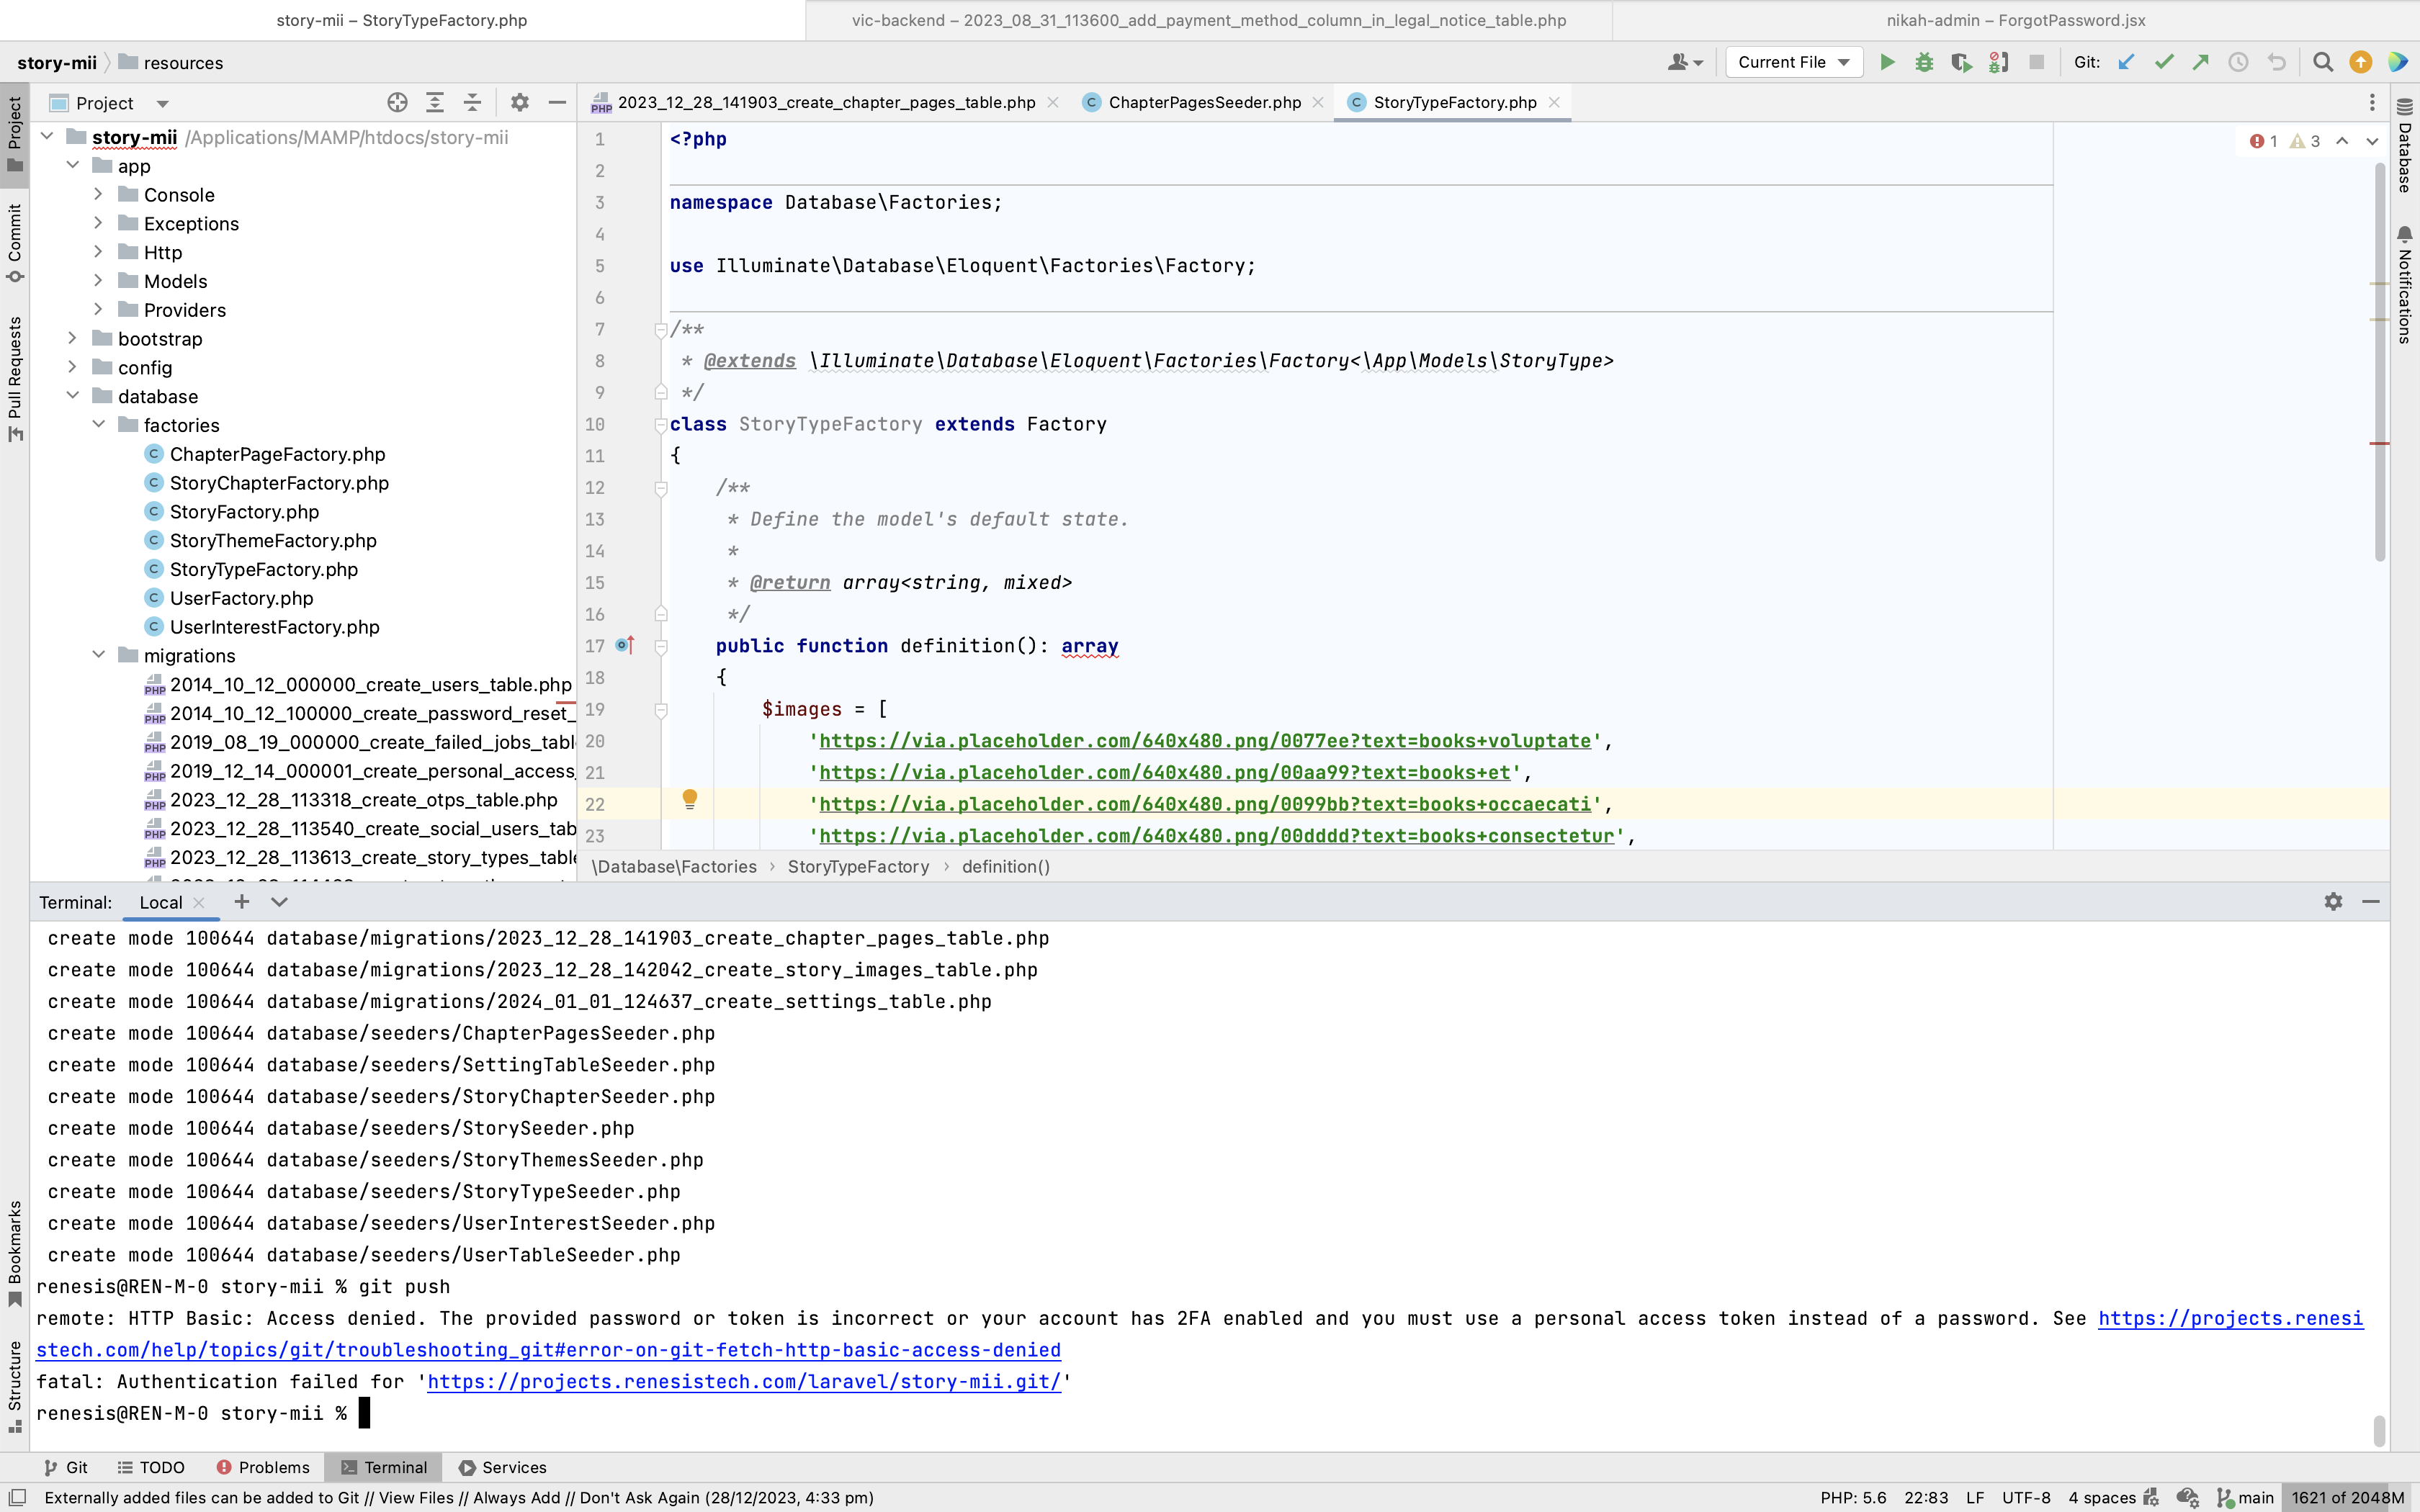 story-mii – StoryTypeFactory.php
vic-backend – 2023_08_31_113600_add_payment_method_column_in_legal_notice_table.php
nikah-admin – ForgotPassword.jsx
story-mii
resources
Current File
Git:
Project
2023_12_28_141903_create_chapter_pages_table.php
ChapterPagesSeeder.php
StoryTypeFactory.php
Project
Commit
Pull Requests
Bookmarks
Structure
Database
Notifications
story-mii /Applications/MAMP/htdocs/story-mii
app
Console
Exceptions
Http
Models
Providers
bootstrap
config
database
factories
ChapterPageFactory.php
StoryChapterFactory.php
StoryFactory.php
StoryThemeFactory.php
StoryTypeFactory.php
UserFactory.php
UserInterestFactory.php
migrations
2014_10_12_000000_create_users_table.php
2014_10_12_100000_create_password_reset_
2019_08_19_000000_create_failed_jobs_tabl
2019_12_14_000001_create_personal_access_
2023_12_28_113318_create_otps_table.php
2023_12_28_113540_create_social_users_tab
2023_12_28_113613_create_story_types_table
1 3
1 <?php
2
3 namespace Database\Factories;
4
5 use Illuminate\Database\Eloquent\Factories\Factory;
6
7 /**
8 * @extends \Illuminate\Database\Eloquent\Factories\Factory<\App\Models\StoryType>
9 */
10 class StoryTypeFactory extends Factory
11 {
12 /**
13 * Define the model's default state.
14 *
15 * @return array<string, mixed>
16 */
17 public function definition(): array
18 {
19 $images = [
20 'https://via.placeholder.com/640x480.png/0077ee?text=books+voluptate',
21 'https://via.placeholder.com/640x480.png/00aa99?text=books+et',
22 'https://via.placeholder.com/640x480.png/0099bb?text=books+occaecati',
23 'https://via.placeholder.com/640x480.png/00dddd?text=books+consectetur',
\Database\Factories › StoryTypeFactory › definition()
Terminal: Local
create mode 100644 database/migrations/2023_12_28_141903_create_chapter_pages_table.php
create mode 100644 database/migrations/2023_12_28_142042_create_story_images_table.php
create mode 100644 database/migrations/2024_01_01_124637_create_settings_table.php
create mode 100644 database/seeders/ChapterPagesSeeder.php
create mode 100644 database/seeders/SettingTableSeeder.php
create mode 100644 database/seeders/StoryChapterSeeder.php
create mode 100644 database/seeders/StorySeeder.php
create mode 100644 database/seeders/StoryThemesSeeder.php
create mode 100644 database/seeders/StoryTypeSeeder.php
create mode 100644 database/seeders/UserInterestSeeder.php
create mode 100644 database/seeders/UserTableSeeder.php
renesis@REN-M-0 story-mii % git push
remote: HTTP Basic: Access denied. The provided password or token is incorrect or your account has 2FA enabled and you must use a personal access token instead of a password. See https://projects.renesi
stech.com/help/topics/git/troubleshooting_git#error-on-git-fetch-http-basic-access-denied
fatal: Authentication failed for 'https://projects.renesistech.com/laravel/story-mii.git/'
renesis@REN-M-0 story-mii %
Git TODO Problems Terminal Services
Externally added files can be added to Git // View Files // Always Add // Don't Ask Again (28/12/2023, 4:33 pm)
PHP: 5.6 22:83 LF UTF-8 4 spaces main 1621 of 2048M